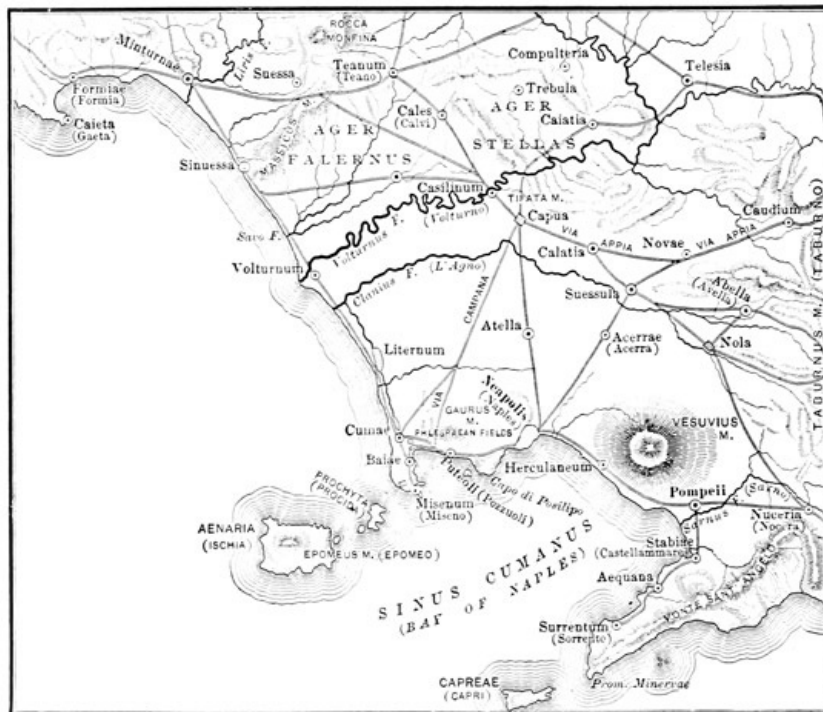 ROCCA
MONFINA
Minturnae
Liris F.
Suessa
Teanum
(Teano)
Compulteria
Telesia
Trebula
Formiae
(Formia)
Caieta
(Gaeta)
MASSICUS M.
AGER
FALERNUS
Cales
(Calvi)
AGER
STELLAS
Caiatia
Sinuessa
Casilinum
TIFATA M.
Capua
Savo F.
Volturnus F. (Volturno)
VIA APPIA
Calatia
Novae
VIA APRIA
Caudium
TABURNUS M. (TABURNO)
Volturnum
Clanius F. (L'Agno)
VIA CAMPANA
Suessula
Abella
(Avella)
Atella
Acerrae
(Acerra)
Nola
Liternum
Neapolis
(Naples)
GAURUS
M.
PHLEGRAEAN FIELDS
VESUVIUS
M.
Cumae
Baiae
Puteoli (Pozzuoli)
Capo di Posilipo
Herculaneum
Misenum
(Miseno)
PROCHYTA
(PROCIDA)
Pompeii
Sarnus F. (Sarno)
Nuceria
(Nocera)
AENARIA
(ISCHIA)
EPOMEUS M. (EPOMEO)
Stabiae
(Castellammare)
SINUS CUMANUS
(BAY OF NAPLES)
Aequana
MONTE SANT' ANGELO
Surrentum
(Sorrento)
CAPREAE
(CAPRI)
Prom. Minervae